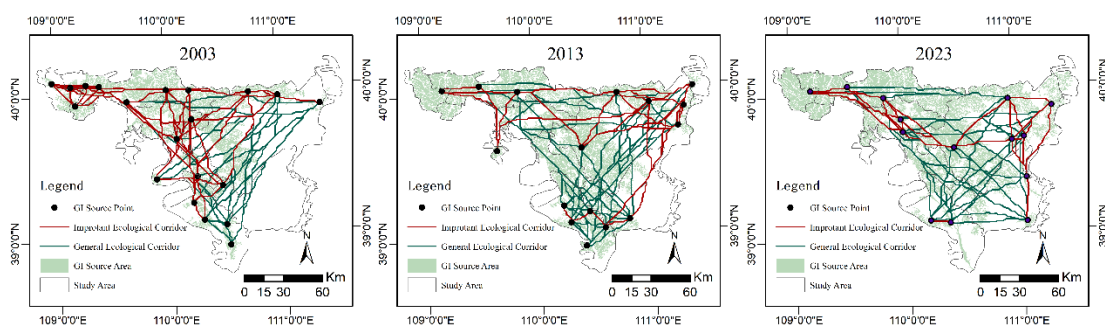 109°0'0"E 110°0'0"E 111°0'0"E
2003
40°0'0"N 40°0'0"N
39°0'0"N 39°0'0"N
Legend
GI Source Point
Improtant Ecological Corridor
General Ecological Corridor
GI Source Area
Study Area
N
Km
0 15 30 60
109°0'0"E 110°0'0"E 111°0'0"E
109°0'0"E 110°0'0"E 111°0'0"E
2013
40°0'0"N 40°0'0"N
39°0'0"N 39°0'0"N
Legend
GI Source Point
Improtant Ecological Corridor
General Ecological Corridor
GI Source Area
Study Area
N
Km
0 15 30 60
109°0'0"E 110°0'0"E 111°0'0"E
109°0'0"E 110°0'0"E 111°0'0"E
2023
40°0'0"N 40°0'0"N
39°0'0"N 39°0'0"N
Legend
GI Source Point
Improtant Ecological Corridor
General Ecological Corridor
GI Source Area
Study Area
N
Km
0 15 30 60
109°0'0"E 110°0'0"E 111°0'0"E